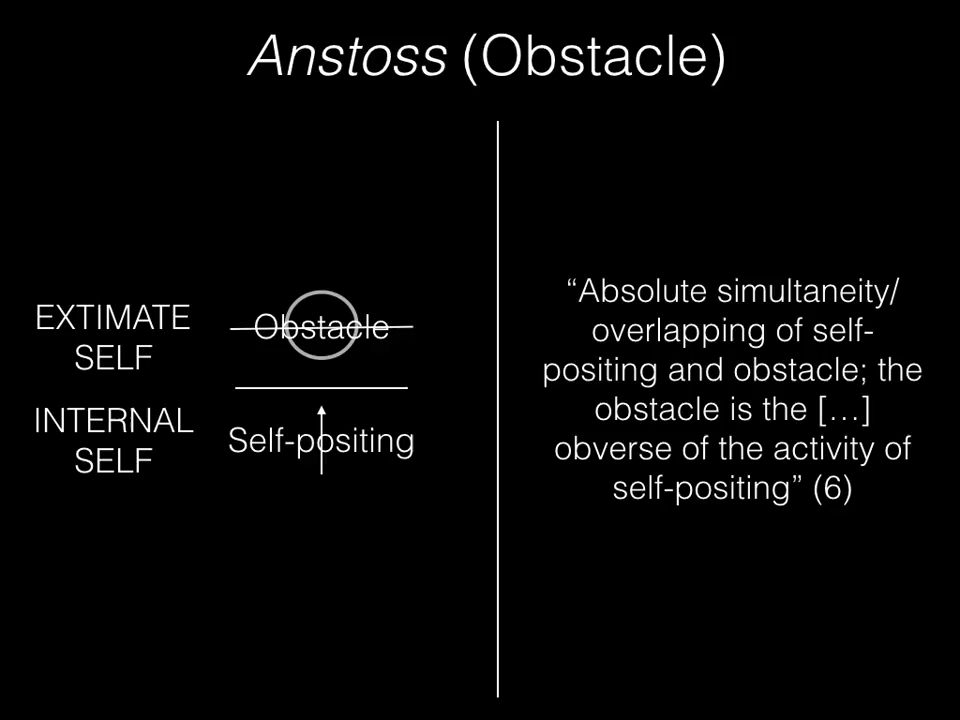 Anstoss (Obstacle)
EXTIMATE
SELF
Obstacle
INTERNAL
SELF
Self-positing
“Absolute simultaneity/
overlapping of self-
positing and obstacle; the
obstacle is the […]
obverse of the activity of
self-positing” (6)